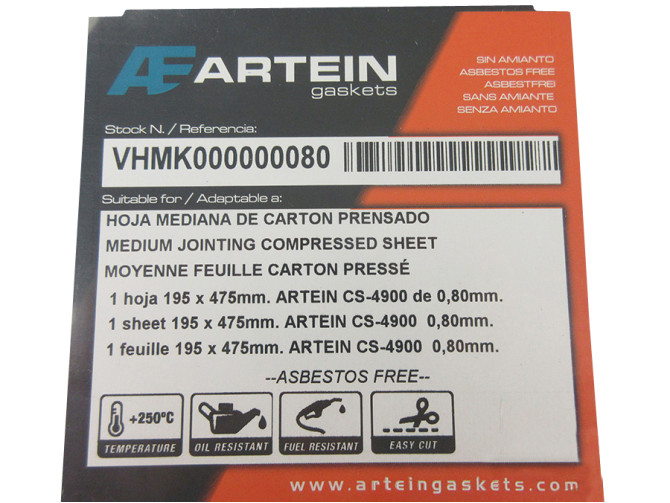 Æ ARTEIN
gaskets
SIN AMIANTO
ASBESTOS FREE
ASBESTFREI
SANS AMIANTE
SENZA AMIANTO
Stock N. / Referencia:
VHMK000000080
Suitable for / Adaptable a:
HOJA MEDIANA DE CARTON PRENSADO
MEDIUM JOINTING COMPRESSED SHEET
MOYENNE FEUILLE CARTON PRESSÉ
1 hoja 195 x 475mm. ARTEIN CS-4900 de 0,80mm.
1 sheet 195 x 475mm. ARTEIN CS-4900 0,80mm.
1 feuille 195 x 475mm. ARTEIN CS-4900 0,80mm.
--ASBESTOS FREE--
+250ºC
TEMPERATURE
OIL RESISTANT
FUEL RESISTANT
EASY CUT
www.arteingaskets.com